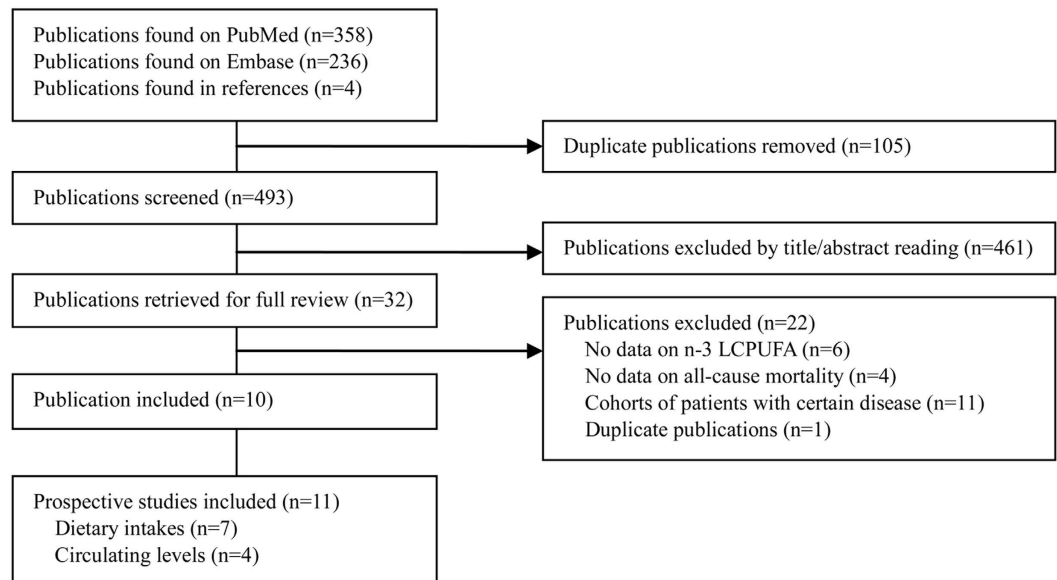 Publications found on PubMed (n=358)
Publications found on Embase (n=236)
Publications found in references (n=4)
Duplicate publications removed (n=105)
Publications screened (n=493)
Publications excluded by title/abstract reading (n=461)
Publications retrieved for full review (n=32)
Publications excluded (n=22)
No data on n-3 LCPUFA (n=6)
No data on all-cause mortality (n=4)
Cohorts of patients with certain disease (n=11)
Duplicate publications (n=1)
Publication included (n=10)
Prospective studies included (n=11)
Dietary intakes (n=7)
Circulating levels (n=4)